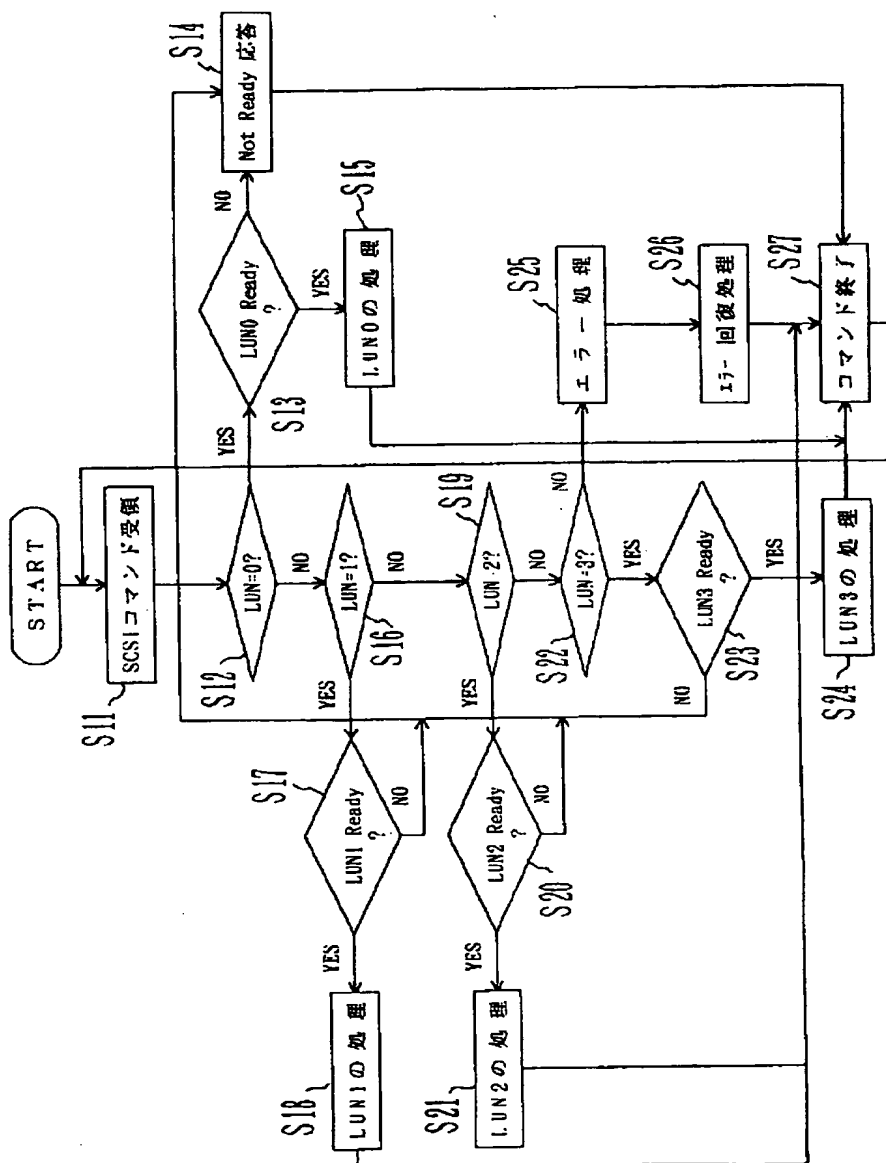 START
S11
SCSIコマンド受領
S12
LUN=0?
YES
NO
S13
LUN0 Ready
?
NO
YES
S14
Not Ready 応答
S15
LUN0の処理
S16
LUN=1?
YES
NO
S17
LUN1 Ready
?
NO
YES
S18
LUN1の処理
S19
LUN=2?
YES
NO
S20
LUN2 Ready
?
NO
YES
S21
LUN2の処理
S22
LUN=3?
NO
YES
S23
LUN3 Ready
?
NO
YES
S24
LUN3の処理
S25
エラー処理
S26
エラー回復処理
S27
コマンド終了